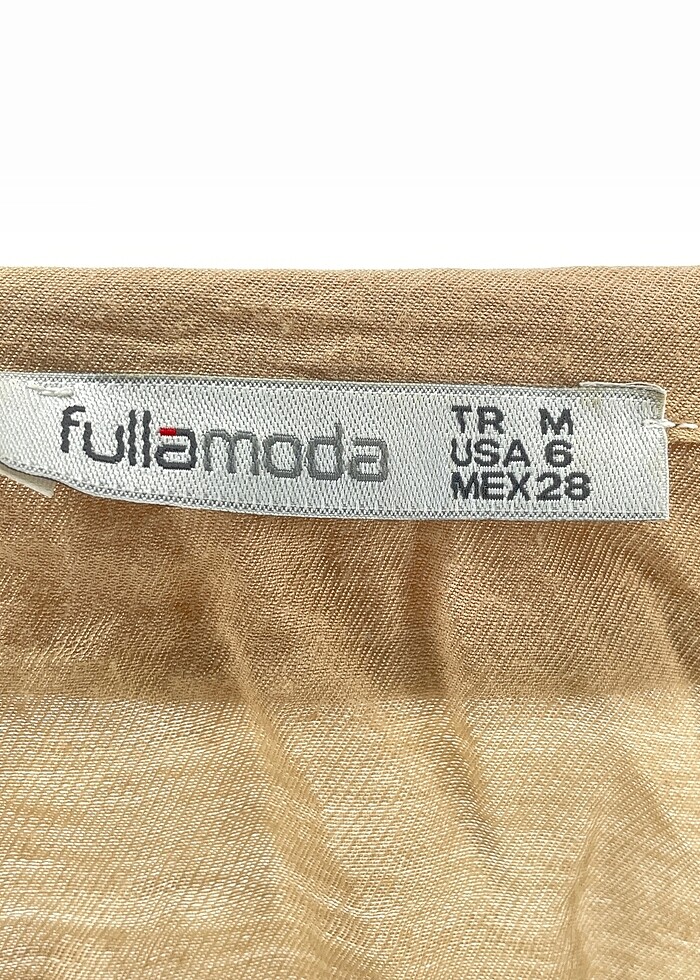 fullamoda
TR M
USA 6
MEX 28